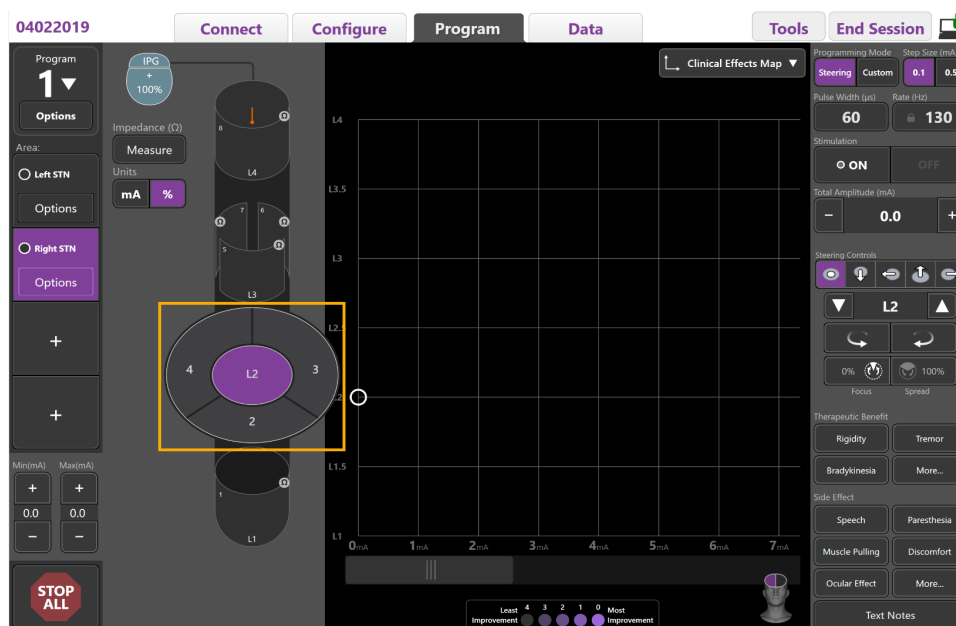 04022019
Connect
Configure
Program
Data
Tools
End Session
Program
1
Options
Area:
Left STN
Options
Right STN
Options
+
+
Min(mA)
Max(mA)
+
+
0.0
0.0
−
−
STOP
ALL
IPG
+
100%
Impedance (Ω)
Measure
Units
mA
%
8
Ω
L4
7
6
Ω
Ω
5
Ω
L3
4
L2
3
2
1
Ω
L1
Clinical Effects Map
L4
L3.5
L3
L2.5
L2
L1.5
L1
0mA
1mA
2mA
3mA
4mA
5mA
6mA
7mA
Least
Improvement
4 3 2 1 0
Most
Improvement
Programming Mode
Steering
Custom
Step Size (mA
0.1
0.5
Pulse Width (µs)
60
Rate (Hz)
130
Stimulation
ON
OFF
Total Amplitude (mA)
−
0.0
+
Steering Controls
L2
0%
100%
Focus
Spread
Therapeutic Benefit
Rigidity
Tremor
Bradykinesia
More...
Side Effect
Speech
Paresthesia
Muscle Pulling
Discomfort
Ocular Effect
More...
Text Notes